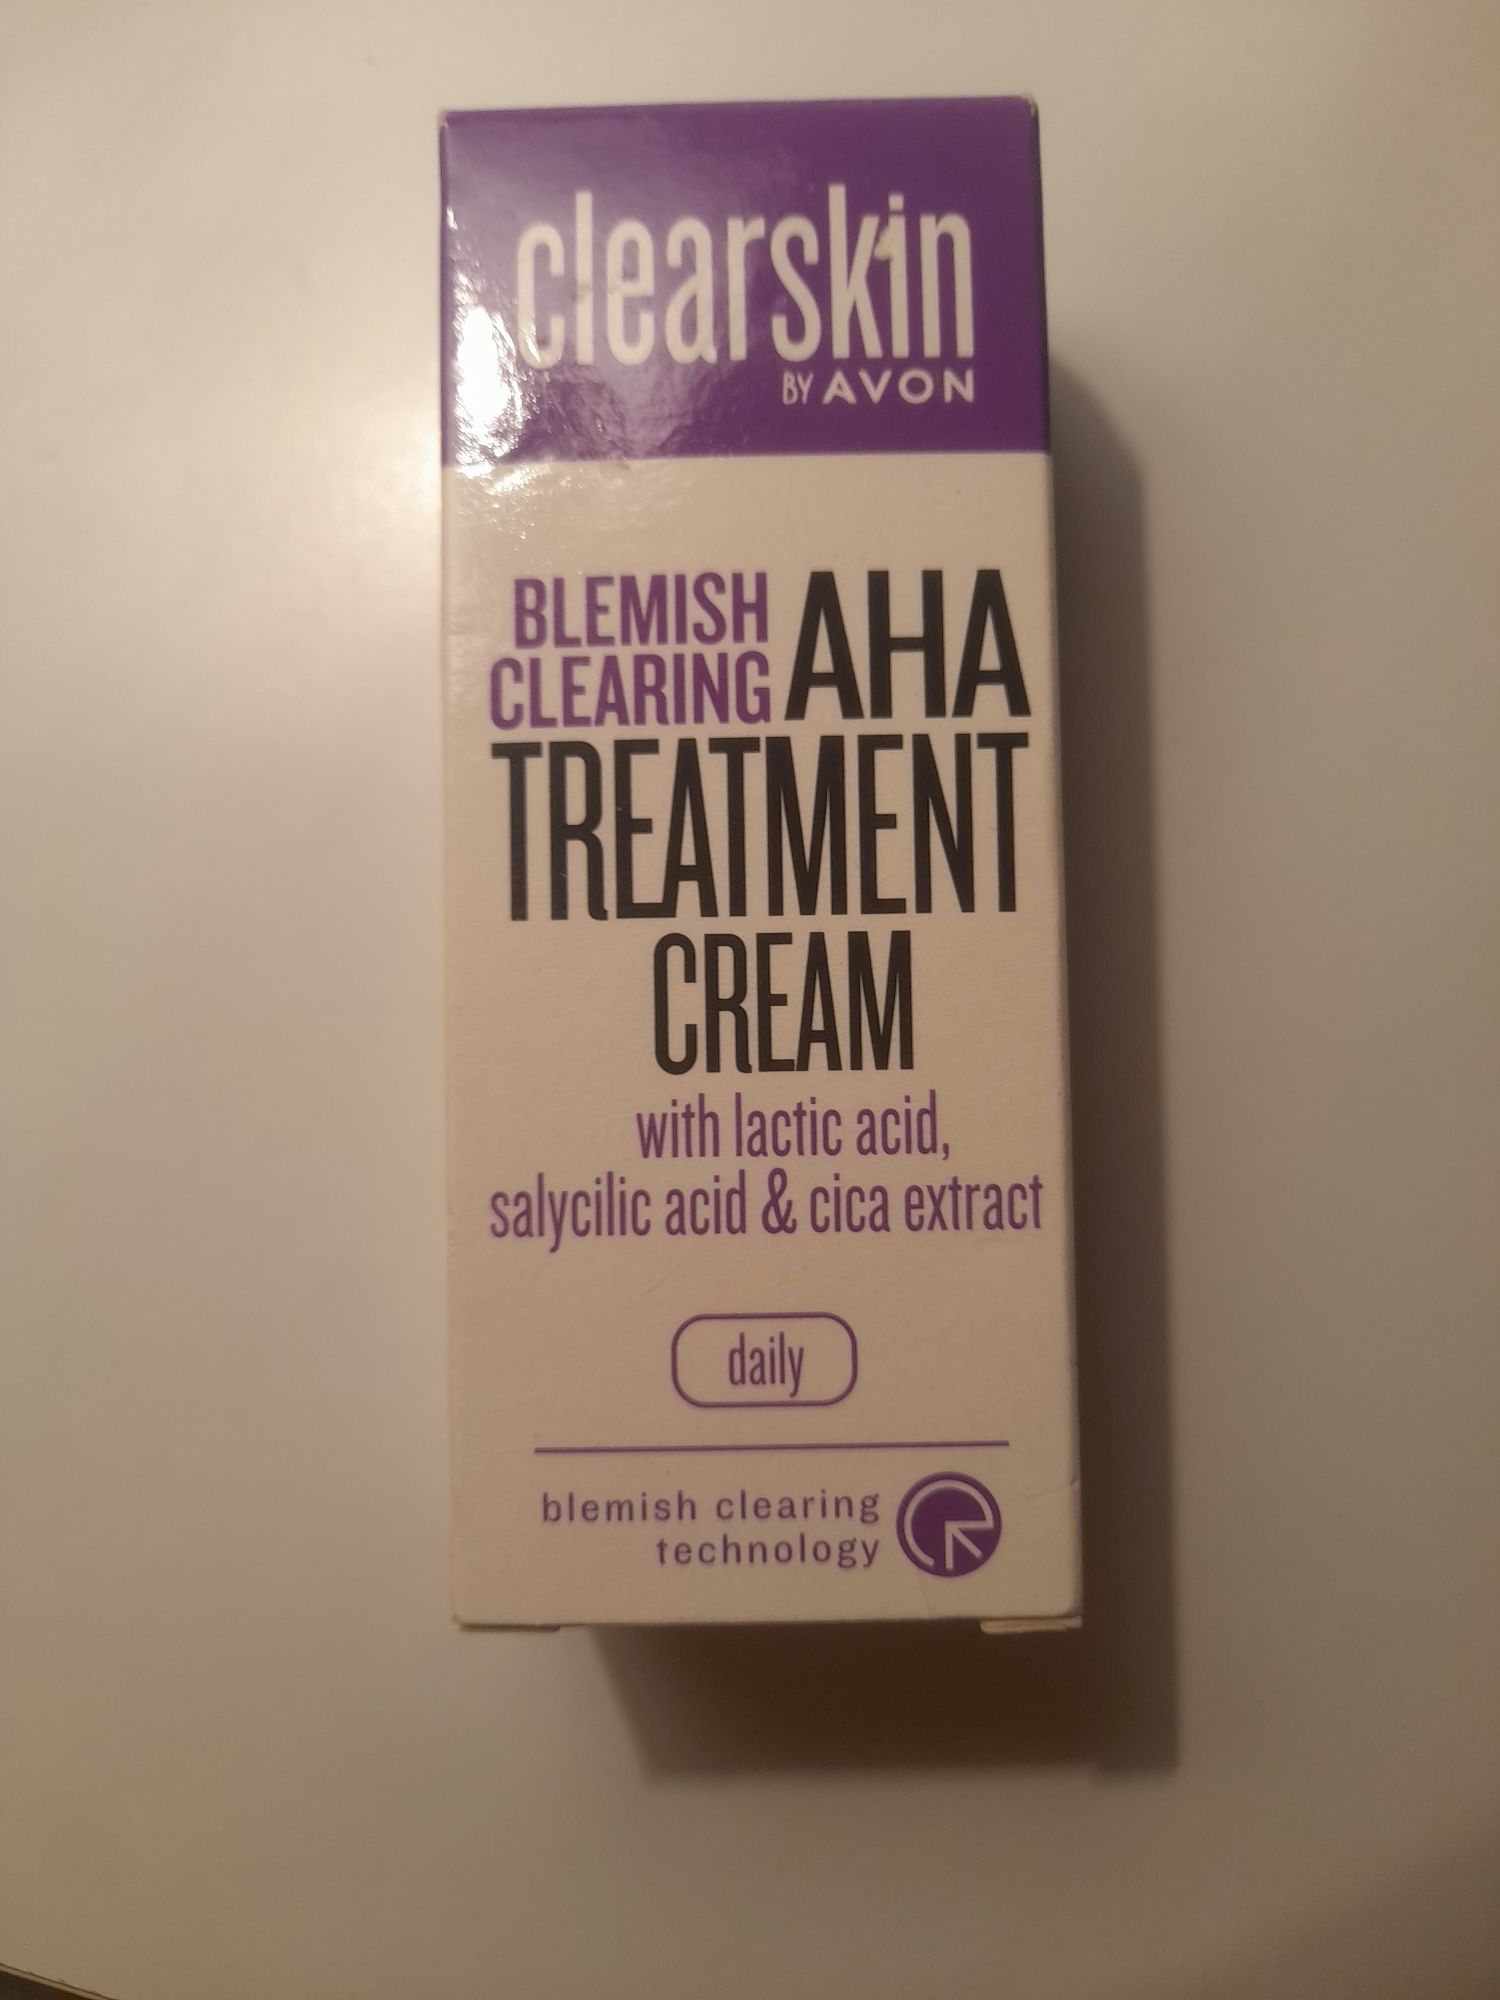 clearskin
BY AVON
BLEMISH
CLEARING AHA
TREATMENT
CREAM
with lactic acid,
salycilic acid & cica extract
daily
blemish clearing
technology